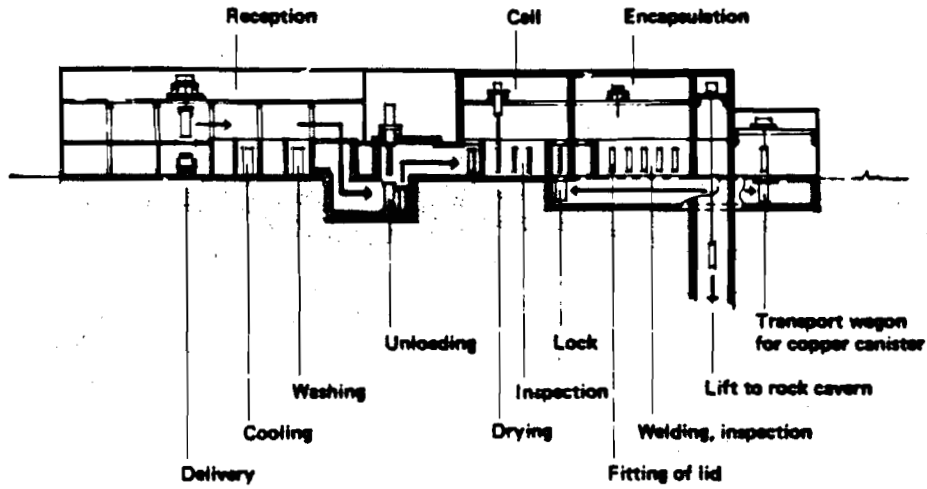 Reception
Cell
Encapsulation
Unloading
Lock
Transport wagon
for copper canister
Washing
Inspection
Lift to rock cavern
Cooling
Drying
Welding, inspection
Delivery
Fitting of lid